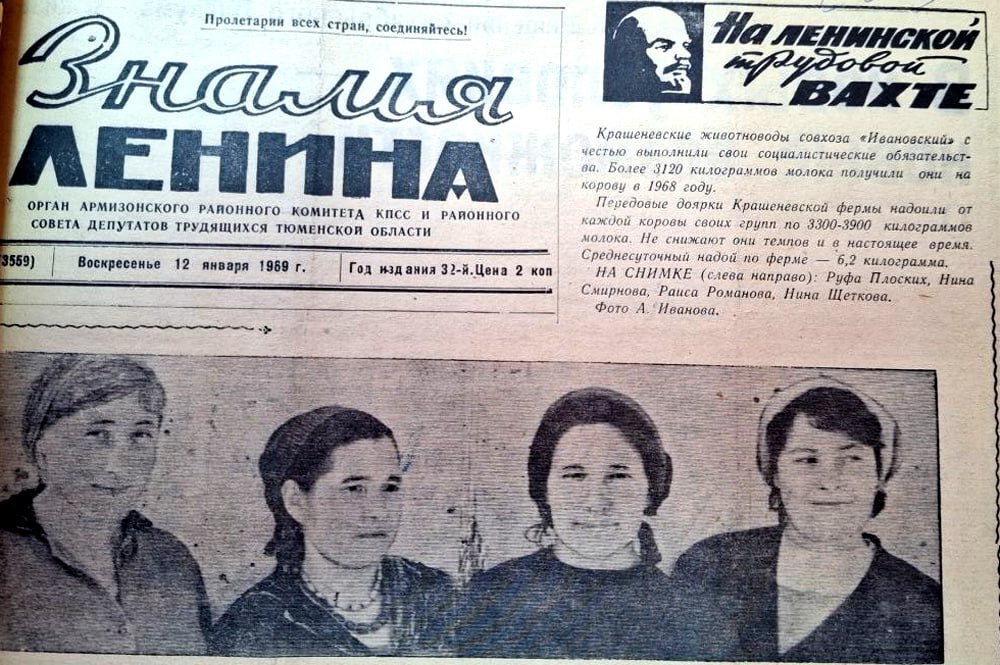 Пролетарии всех стран, соединяйтесь!
Знамя
ЛЕНИНА
ОРГАН АРМИЗОНСКОГО РАЙОННОГО КОМИТЕТА КПСС И РАЙОННОГО
СОВЕТА ДЕПУТАТОВ ТРУДЯЩИХСЯ ТЮМЕНСКОЙ ОБЛАСТИ
3559)
Воскресенье 12 января 1969 г.
Год издания 32-й. Цена 2 коп
На ЛЕНИНСКОЙ
трудовой
ВАХТЕ
Крашеневские животноводы совхоза «Ивановский» с
честью выполнили свои социалистические обязательст-
ва. Более 3120 килограммов молока получили они на
корову в 1968 году.
Передовые доярки Крашеневской фермы надоили от
каждой коровы своих групп по 3300-3900 килограммов
молока. Не снижают они темпов и в настоящее время.
Среднесуточный надой по ферме — 6,2 килограмма.
НА СНИМКЕ (слева направо): Руфа Плоских, Нина
Смирнова, Раиса Романова, Нина Щеткова.
Фото А. Иванова.